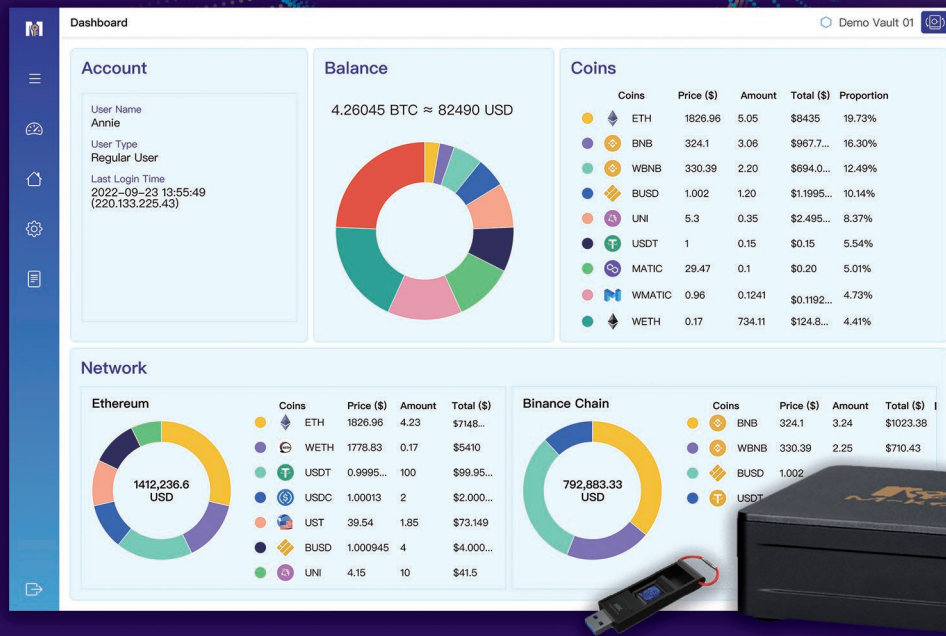 Dashboard
Demo Vault 01
Account
User Name
Annie
User Type
Regular User
Last Login Time
2022-09-23 13:55:49
(220.133.225.43)
Balance
4.26045 BTC ≈ 82490 USD
Coins
Coins Price ($) Amount Total ($) Proportion
ETH 1826.96 5.05 $8435 19.73%
BNB 324.1 3.06 $967.7... 16.30%
WBNB 330.39 2.20 $694.0... 12.49%
BUSD 1.002 1.20 $1.1995... 10.14%
UNI 5.3 0.35 $2.495... 8.37%
USDT 1 0.15 $0.15 5.54%
MATIC 29.47 0.1 $0.20 5.01%
WMATIC 0.96 0.1241 $0.1192... 4.73%
WETH 0.17 734.11 $124.8... 4.41%
Network
Ethereum
1412,236.6
USD
Coins Price ($) Amount Total ($)
ETH 1826.96 4.23 $7148...
WETH 1778.83 0.17 $5410
USDT 0.9995... 100 $99.95...
USDC 1.00013 2 $2.000...
UST 39.54 1.85 $73.149
BUSD 1.000945 4 $4.000...
UNI 4.15 10 $41.5
Binance Chain
792,883.33
USD
Coins Price ($) Amount Total ($)
BNB 324.1 3.24 $1023.38
WBNB 330.39 2.25 $710.43
BUSD 1.002
USDT